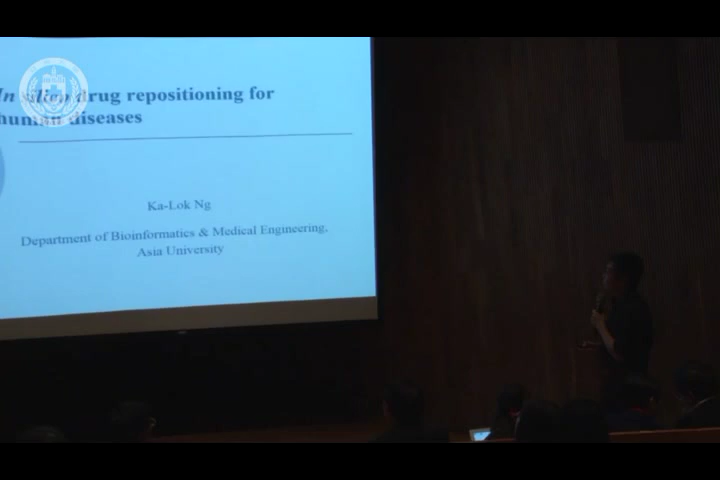 In silico drug repositioning for
human diseases
Ka-Lok Ng
Department of Bioinformatics & Medical Engineering,
Asia University